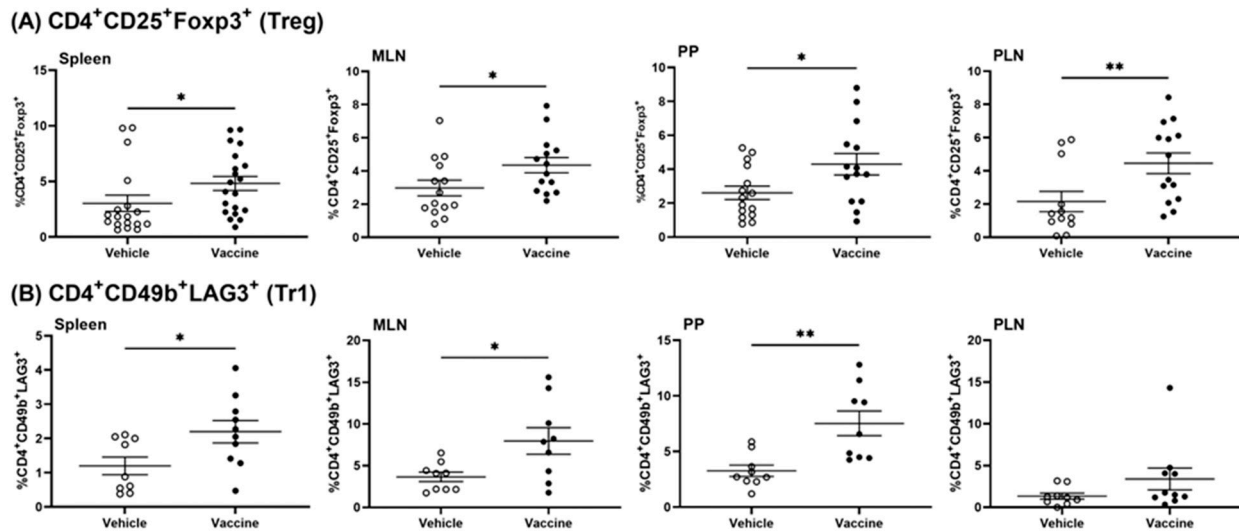 (A) CD4⁺CD25⁺Foxp3⁺ (Treg)
Spleen
%CD4⁺CD25⁺Foxp3⁺
15
10
5
0
*
Vehicle Vaccine
MLN
%CD4⁺CD25⁺Foxp3⁺
10
8
6
4
2
0
*
Vehicle Vaccine
PP
%CD4⁺CD25⁺Foxp3⁺
10
8
6
4
2
0
*
Vehicle Vaccine
PLN
%CD4⁺CD25⁺Foxp3⁺
10
8
6
4
2
0
**
Vehicle Vaccine
(B) CD4⁺CD49b⁺LAG3⁺ (Tr1)
Spleen
%CD4⁺CD49b⁺LAG3⁺
5
4
3
2
1
0
*
Vehicle Vaccine
MLN
%CD4⁺CD49b⁺LAG3⁺
20
15
10
5
0
*
Vehicle Vaccine
PP
%CD4⁺CD49b⁺LAG3⁺
15
10
5
0
**
Vehicle Vaccine
PLN
%CD4⁺CD49b⁺LAG3⁺
20
15
10
5
0
Vehicle Vaccine